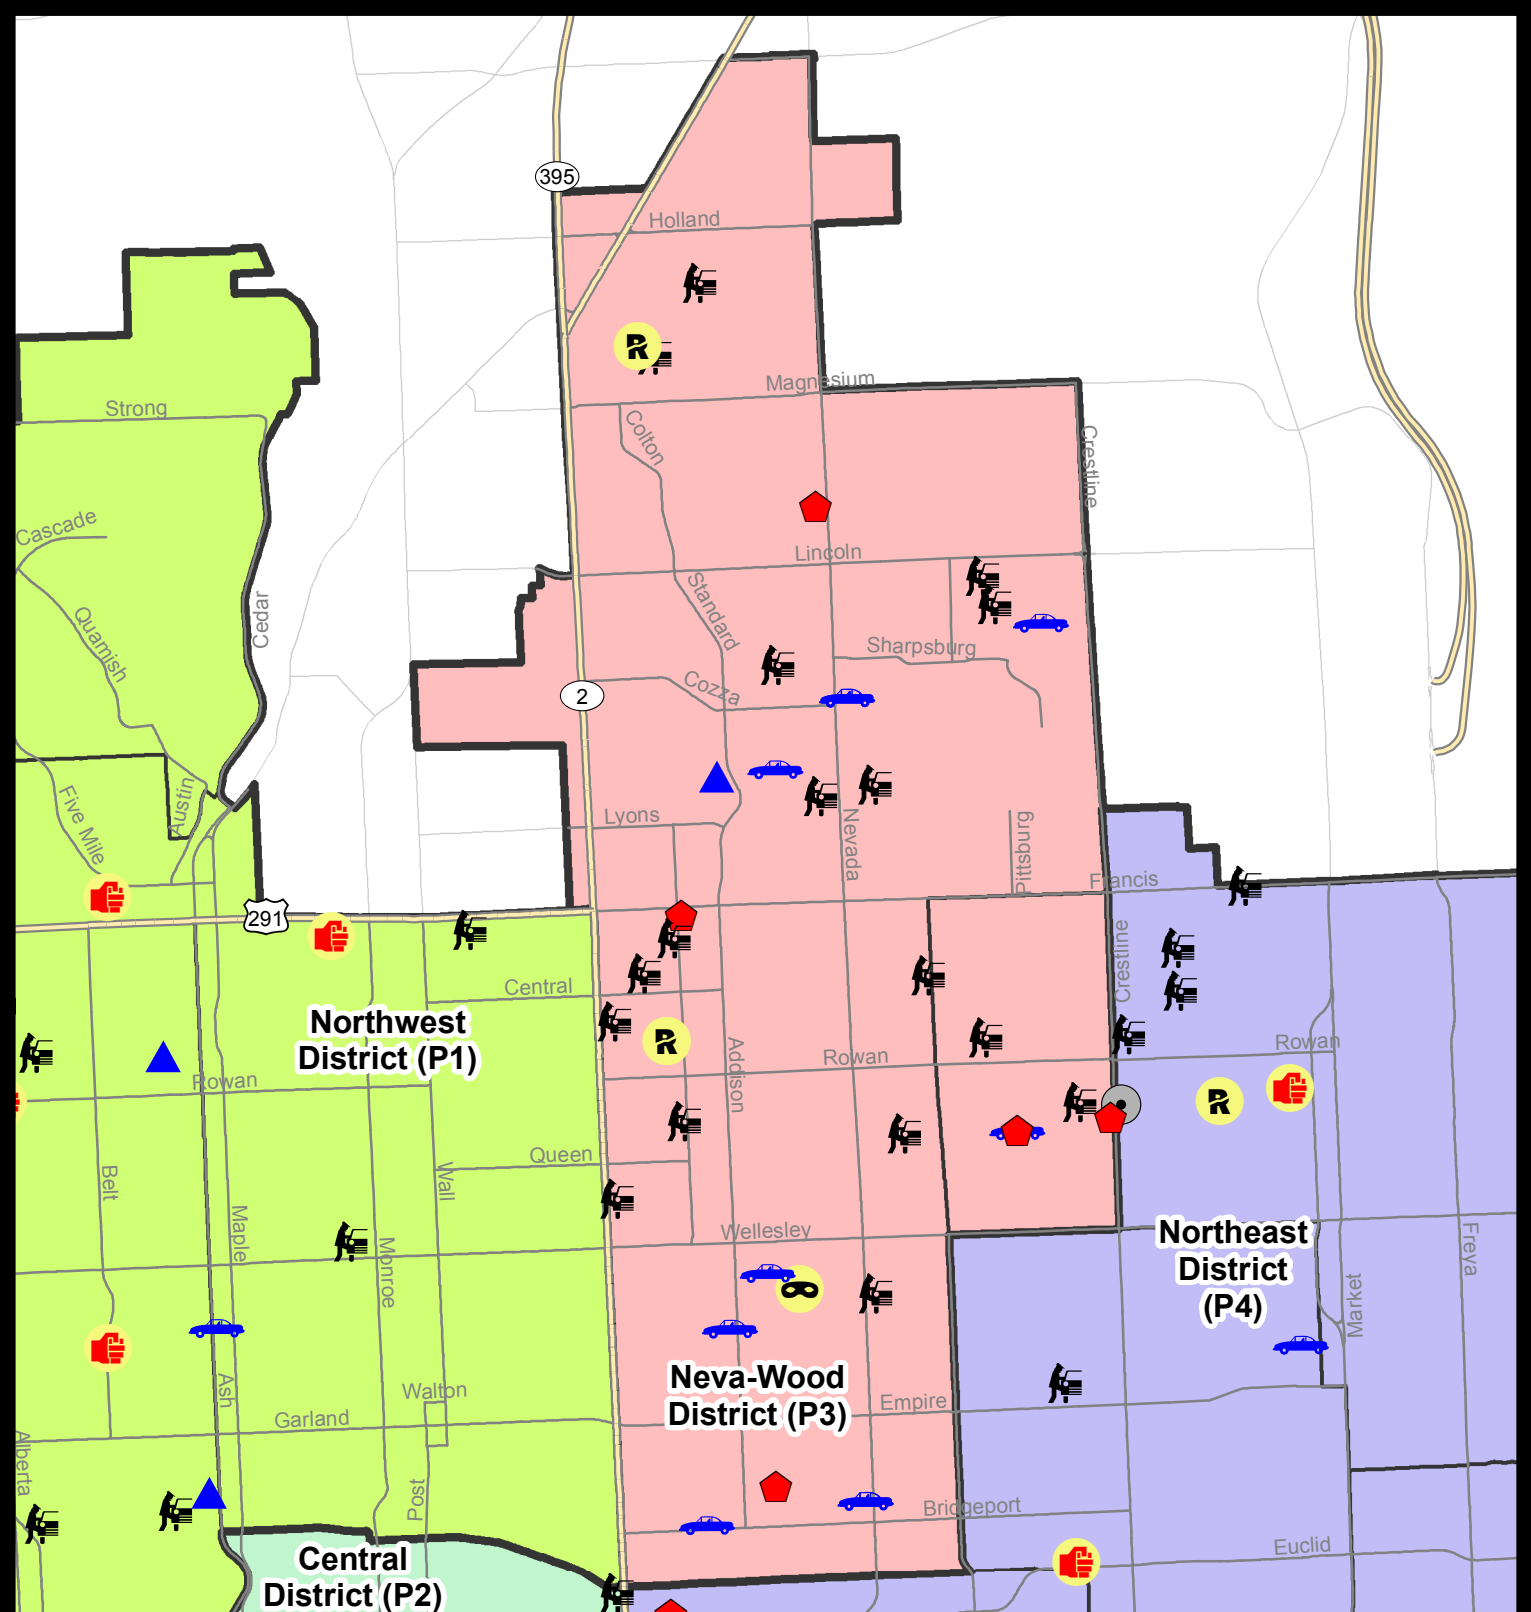 395
Holland
Magnesium
Strong
Colton
Crestline
Cascade
Lincoln
Standard
Cedar
Quamish
Sharpsburg
Cozza
2
Five Mile
Austin
Lyons
Nevada
Pittsburg
Francis
291
Crestline
Central
Northwest
District (P1)
Rowan
Rowan
Rowan
Addison
Queen
Belt
Wall
Maple
Monroe
Wellesley
Northeast
District
(P4)
Freya
Market
Neva-Wood
District (P3)
Walton
Ash
Garland
Empire
Alberta
Post
Bridgeport
Euclid
Central
District (P2)
R
R
R